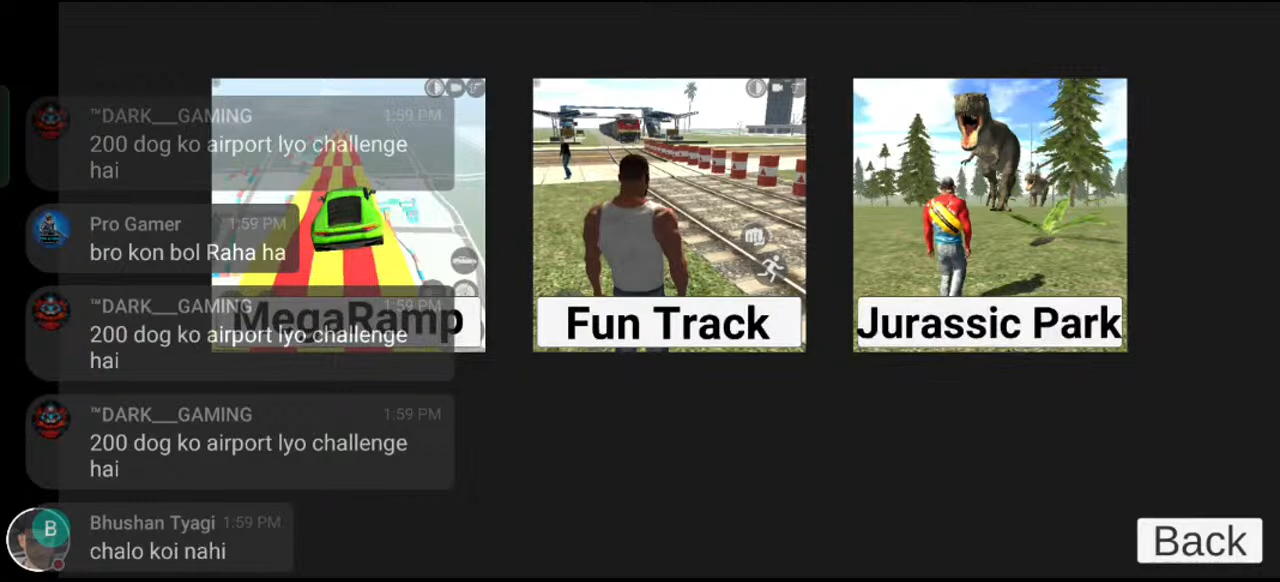 ™DARK___GAMING 1:59 PM
200 dog ko airport lyo challenge
hai
Pro Gamer 1:59 PM
bro kon bol Raha ha
™DARK___GAMING 1:59 PM
200 dog ko airport lyo challenge
hai
™DARK___GAMING 1:59 PM
200 dog ko airport lyo challenge
hai
B
Bhushan Tyagi 1:59 PM
chalo koi nahi
MegaRamp
Fun Track
Jurassic Park
Back